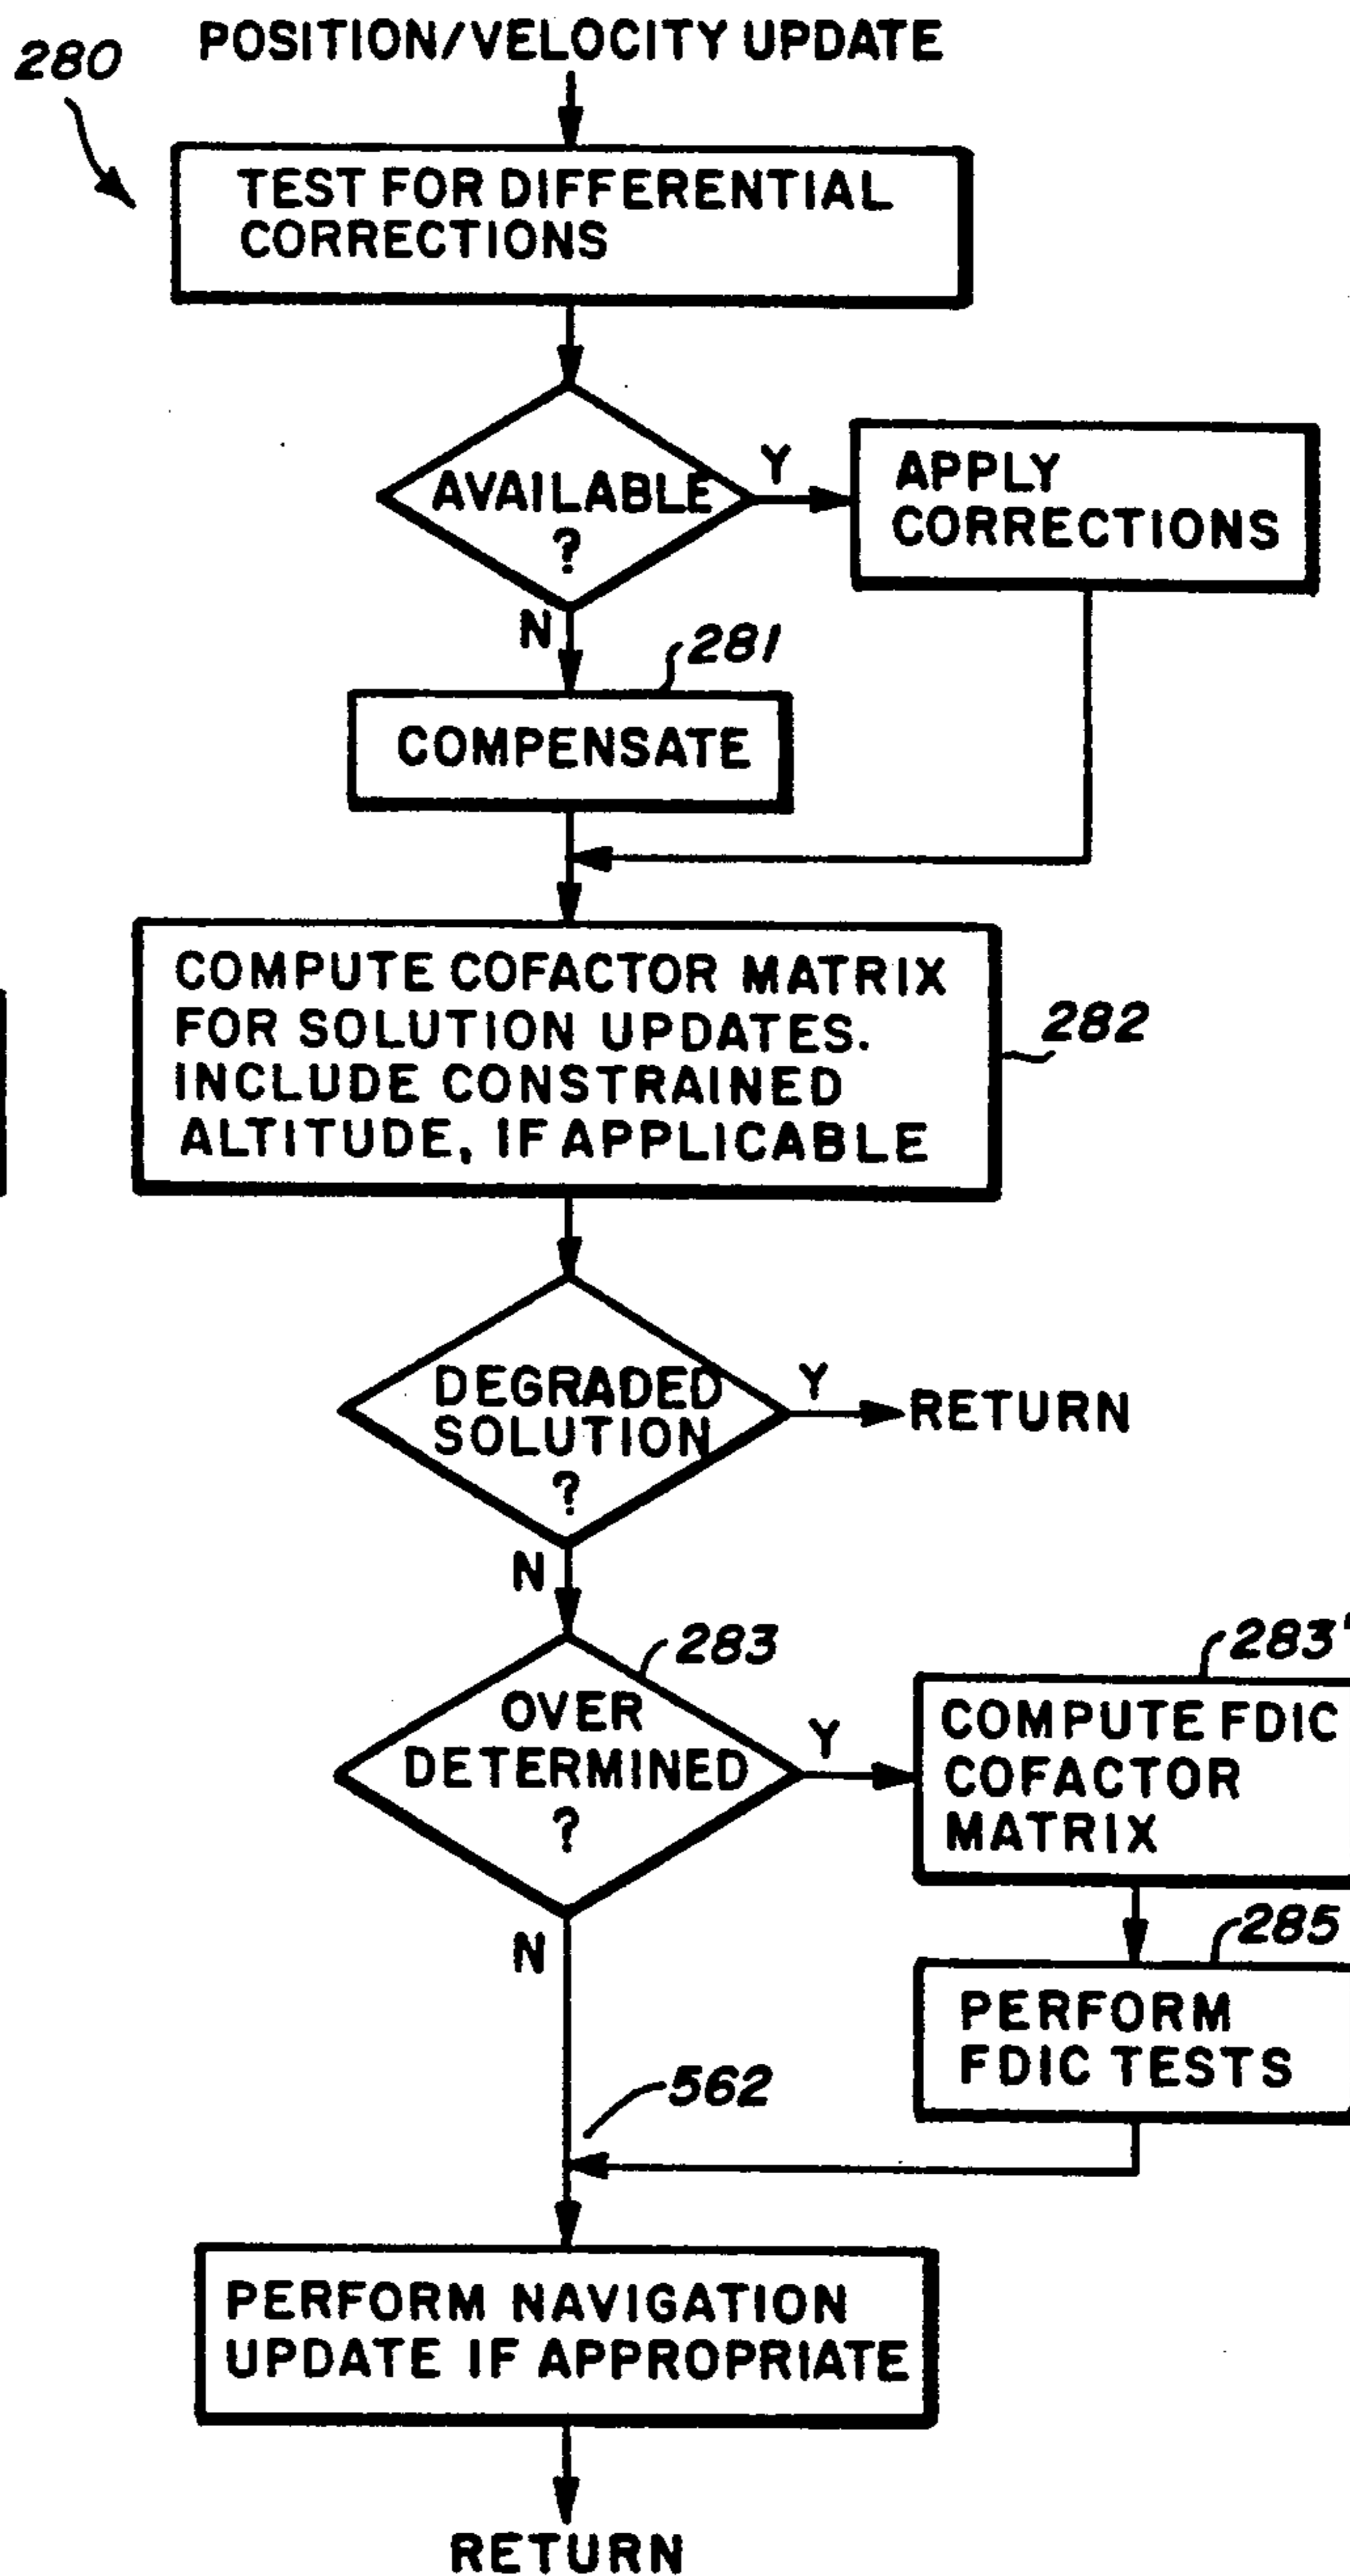 280
POSITION/VELOCITY UPDATE
TEST FOR DIFFERENTIAL
CORRECTIONS
AVAILABLE
?
Y
APPLY
CORRECTIONS
N
281
COMPENSATE
COMPUTE COFACTOR MATRIX
FOR SOLUTION UPDATES.
INCLUDE CONSTRAINED
ALTITUDE, IF APPLICABLE
282
DEGRADED
SOLUTION
?
Y
RETURN
N
283
OVER
DETERMINED
?
Y
283'
COMPUTE FDIC
COFACTOR
MATRIX
N
285
PERFORM
FDIC TESTS
562
PERFORM NAVIGATION
UPDATE IF APPROPRIATE
RETURN